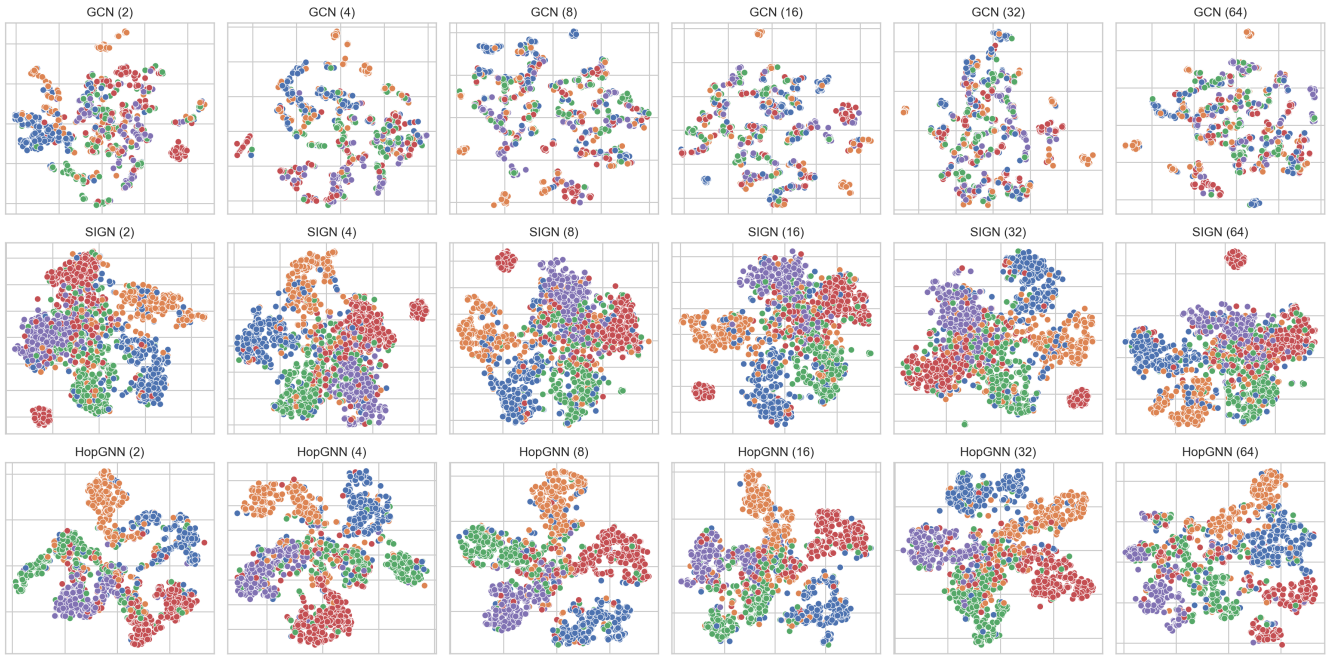 GCN (2) GCN (4) GCN (8) GCN (16) GCN (32) GCN (64)
SIGN (2) SIGN (4) SIGN (8) SIGN (16) SIGN (32) SIGN (64)
HopGNN (2) HopGNN (4) HopGNN (8) HopGNN (16) HopGNN (32) HopGNN (64)